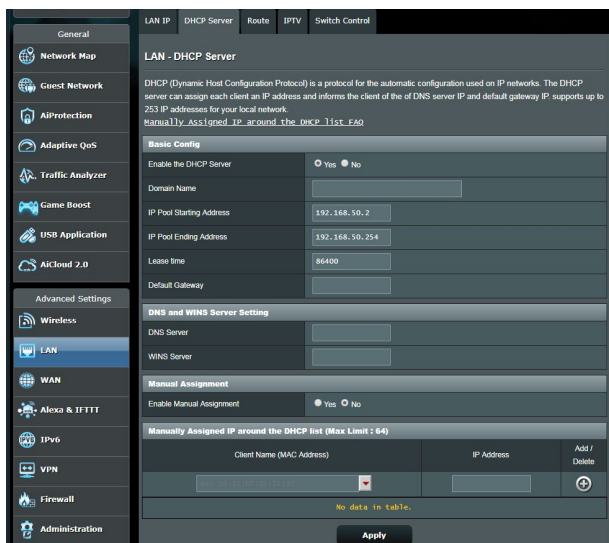 LAN IP DHCP Server Route IPTV Switch Control
General
Network Map
Guest Network
AiProtection
Adaptive QoS
Traffic Analyzer
Game Boost
USB Application
AiCloud 2.0
Advanced Settings
Wireless
LAN
WAN
Alexa & IFTTT
IPv6
VPN
Firewall
Administration
LAN - DHCP Server
DHCP (Dynamic Host Configuration Protocol) is a protocol for the automatic configuration used on IP networks. The DHCP
server can assign each client an IP address and informs the client of the of DNS server IP and default gateway IP. supports up to
253 IP addresses for your local network.
Manually Assigned IP around the DHCP list FAQ
Basic Config
Enable the DHCP Server Yes No
Domain Name
IP Pool Starting Address 192.168.50.2
IP Pool Ending Address 192.168.50.254
Lease time 86400
Default Gateway
DNS and WINS Server Setting
DNS Server
WINS Server
Manual Assignment
Enable Manual Assignment Yes No
Manually Assigned IP around the DHCP list (Max Limit : 64)
Client Name (MAC Address) IP Address Add /
Delete
No data in table.
Apply